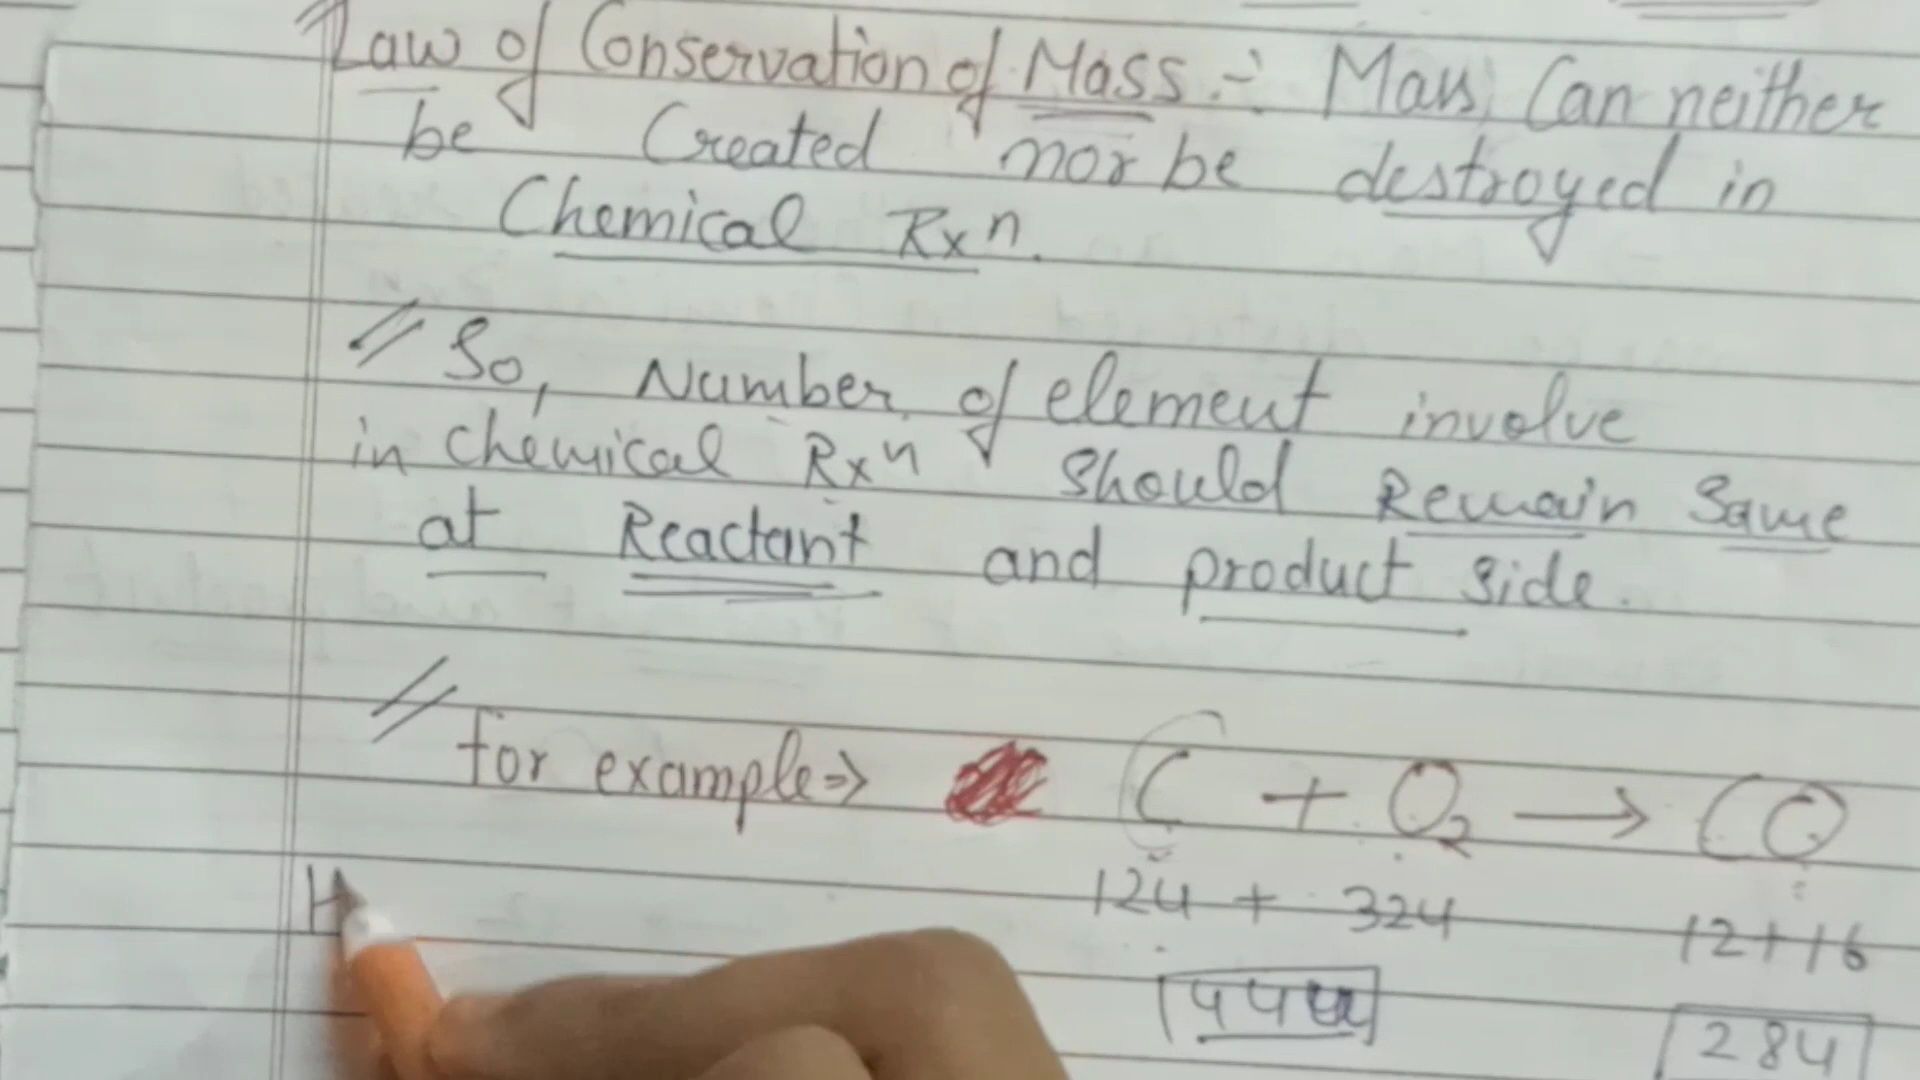 Law of Conservation of Mass :- Mass Can neither
be Created nor be destroyed in
Chemical Rxⁿ.
// So, Number of element involve
in Chemical Rxⁿ Should Remain Same
at Reactant and product side.
// for example => C + O₂ → CO
12u + 32u 12+16
44u 28u
H